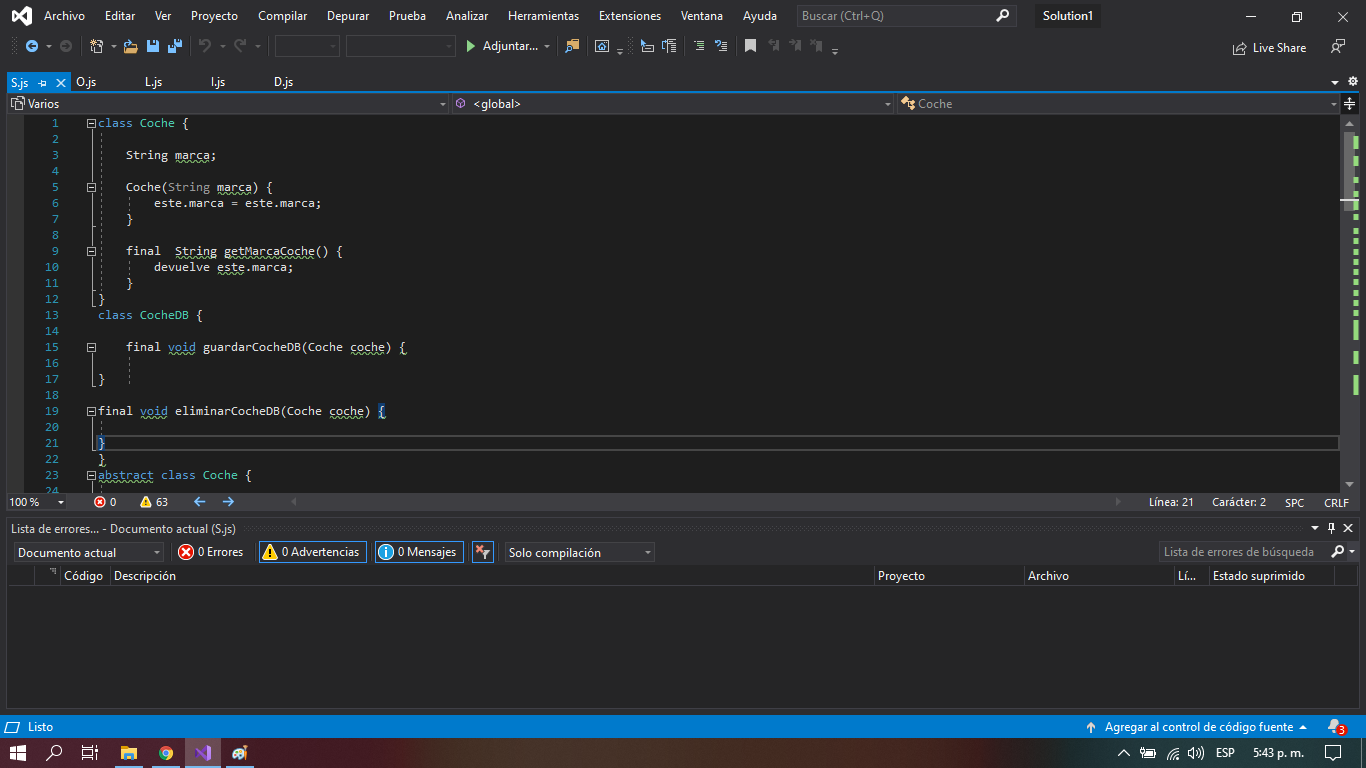 Archivo Editar Ver Proyecto Compilar Depurar Prueba Analizar Herramientas Extensiones Ventana Ayuda Buscar (Ctrl+Q) Solution1
Adjuntar... Live Share
S.js O.js L.js I.js D.js
Varios <global> Coche
1 class Coche {
2
3 String marca;
4
5 Coche(String marca) {
6 este.marca = este.marca;
7 }
8
9 final  String getMarcaCoche() {
10 devuelve este.marca;
11 }
12 }
13 class CocheDB {
14
15 final void guardarCocheDB(Coche coche) {
16
17 }
18
19 final void eliminarCocheDB(Coche coche) {
20
21 }
22 }
23 abstract class Coche {
24
100 % 0 63 Línea: 21 Carácter: 2 SPC CRLF
Lista de errores... - Documento actual (S.js)
Documento actual 0 Errores 0 Advertencias 0 Mensajes Solo compilación Lista de errores de búsqueda
Código Descripción Proyecto Archivo Lí... Estado suprimido
Listo Agregar al control de código fuente 3
ESP 5:43 p. m.